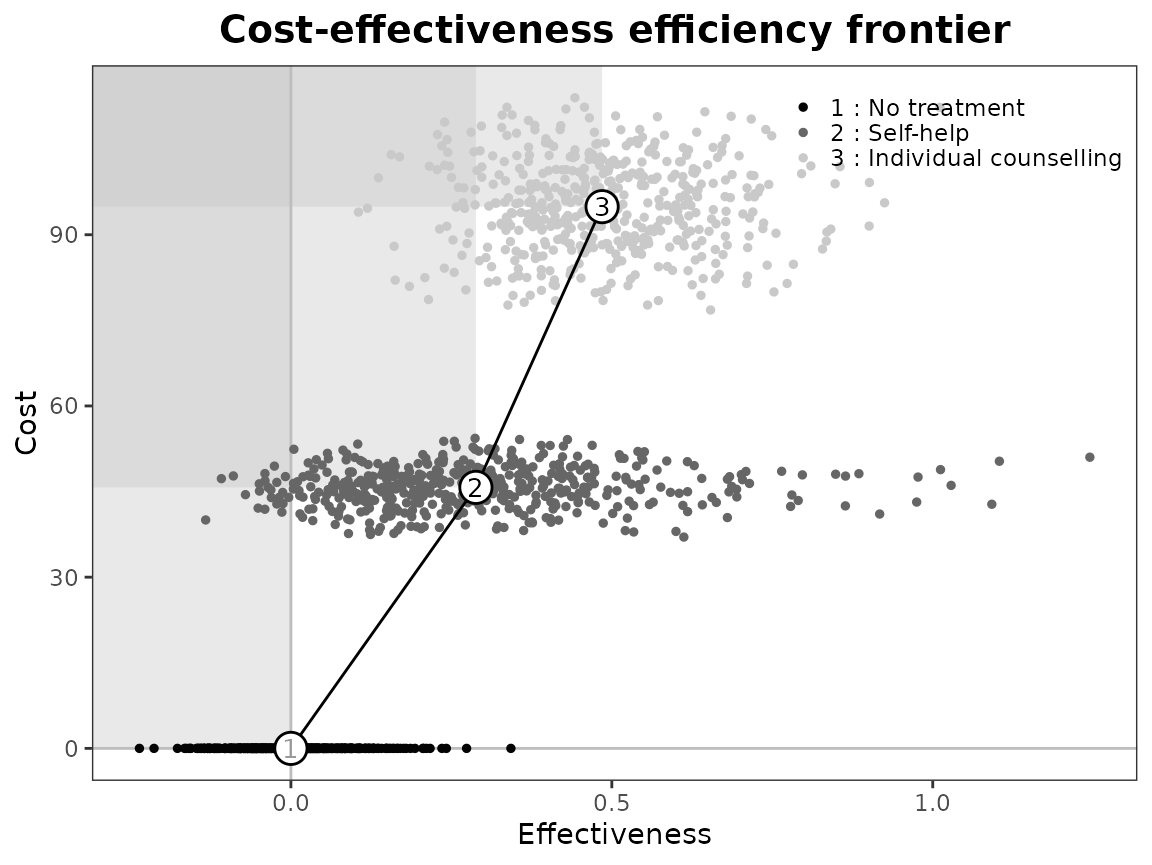 Cost-effectiveness efficiency frontier
1 : No treatment
2 : Self-help
3 : Individual counselling
Cost
90
60
30
0
3
2
1
0.0 0.5 1.0
Effectiveness